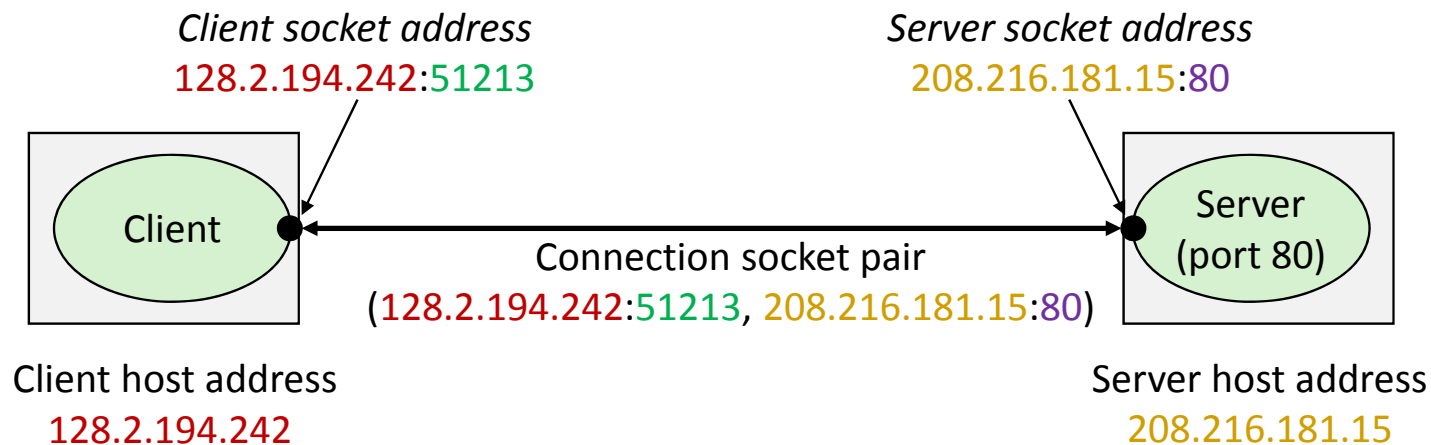 Client socket address
128.2.194.242:51213
Server socket address
208.216.181.15:80
Client
Server
(port 80)
Connection socket pair
(128.2.194.242:51213, 208.216.181.15:80)
Client host address
128.2.194.242
Server host address
208.216.181.15